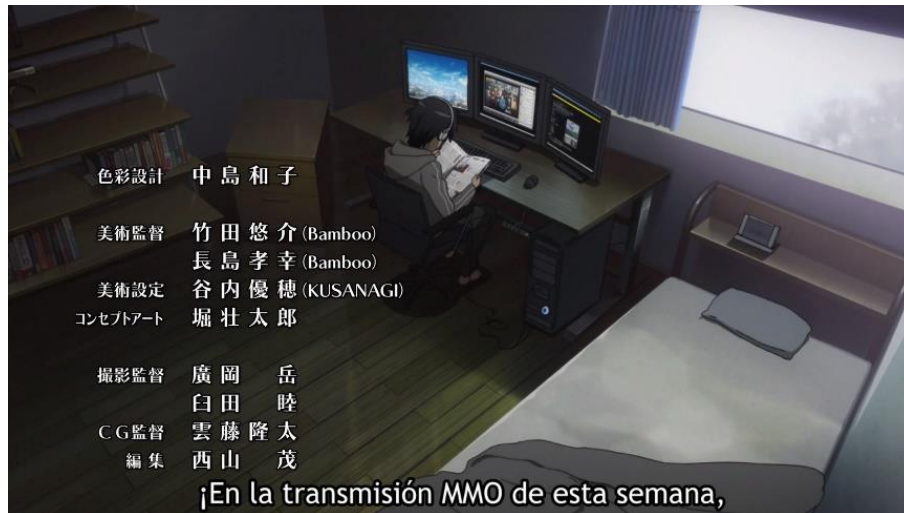 色彩設計 中島和子
美術監督 竹田悠介(Bamboo)
長島孝幸(Bamboo)
美術設定 谷内優穂(KUSANAGI)
コンセプトアート 堀壮太郎
撮影監督 廣岡 岳
臼田 睦
CG監督 雲藤隆太
編集 西山 茂
¡En la transmisión MMO de esta semana,